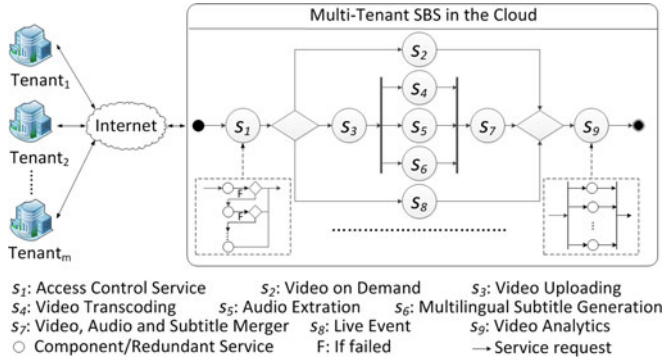 Multi-Tenant SBS in the Cloud
Tenant1
Tenant2
Tenantm
Internet
s1
s2
s3
s4
s5
s6
s7
s8
s9
F
F
s1: Access Control Service s2: Video on Demand s3: Video Uploading
s4: Video Transcoding s5: Audio Extration s6: Multilingual Subtitle Generation
s7: Video, Audio and Subtitle Merger s8: Live Event s9: Video Analytics
Component/Redundant Service F: If failed Service request